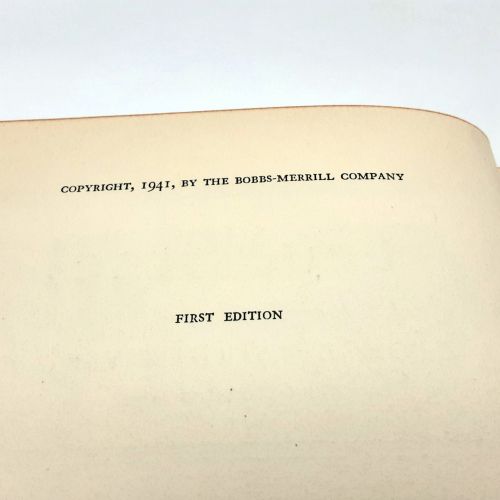 COPYRIGHT, 1941, BY THE BOBBS-MERRILL COMPANY
FIRST EDITION